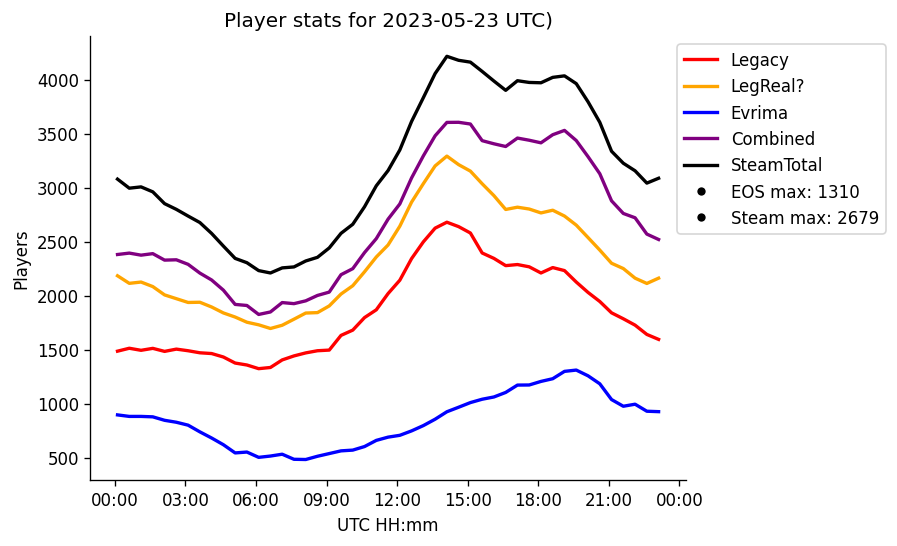 Player stats for 2023-05-23 UTC)
Players
4000
3500
3000
2500
2000
1500
1000
500
00:00 03:00 06:00 09:00 12:00 15:00 18:00 21:00 00:00
UTC HH:mm
Legacy
LegReal?
Evrima
Combined
SteamTotal
EOS max: 1310
Steam max: 2679